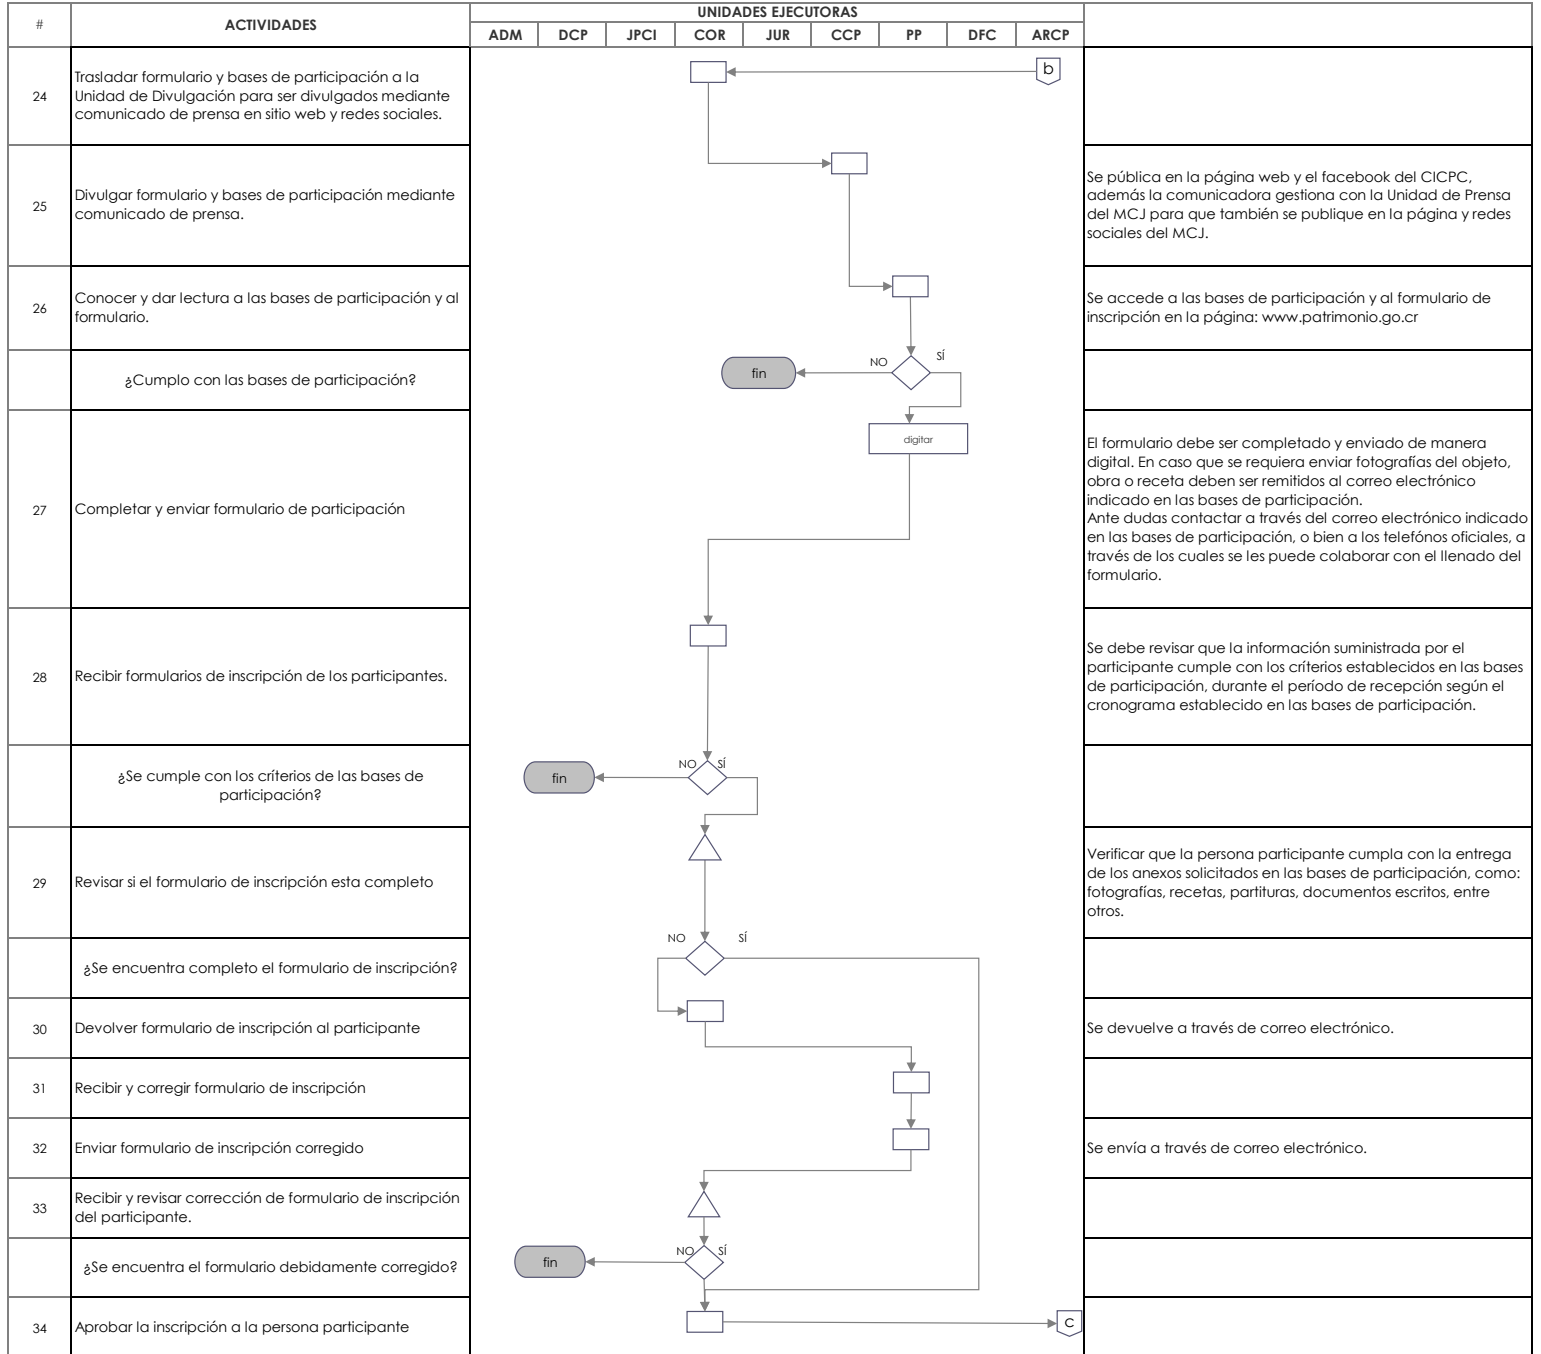 #
ACTIVIDADES
UNIDADES EJECUTORAS
ADM DCP JPCI COR JUR CCP PP DFC ARCP
24
Trasladar formulario y bases de participación a la
Unidad de Divulgación para ser divulgados mediante
comunicado de prensa en sitio web y redes sociales.
b
25
Divulgar formulario y bases de participación mediante
comunicado de prensa.
Se pública en la página web y el facebook del CICPC,
además la comunicadora gestiona con la Unidad de Prensa
del MCJ para que también se publique en la página y redes
sociales del MCJ.
26
Conocer y dar lectura a las bases de participación y al
formulario.
Se accede a las bases de participación y al formulario de
inscripción en la página: www.patrimonio.go.cr
¿Cumplo con las bases de participación?
fin
NO
SÍ
27
Completar y enviar formulario de participación
digitar
El formulario debe ser completado y enviado de manera
digital. En caso que se requiera enviar fotografías del objeto,
obra o receta deben ser remitidos al correo electrónico
indicado en las bases de participación.
Ante dudas contactar a través del correo electrónico indicado
en las bases de participación, o bien a los telefónos oficiales, a
través de los cuales se les puede colaborar con el llenado del
formulario.
28
Recibir formularios de inscripción de los participantes.
Se debe revisar que la información suministrada por el
participante cumple con los críterios establecidos en las bases
de participación, durante el período de recepción según el
cronograma establecido en las bases de participación.
¿Se cumple con los críterios de las bases de
participación?
fin
NO
SÍ
29
Revisar si el formulario de inscripción esta completo
Verificar que la persona participante cumpla con la entrega
de los anexos solicitados en las bases de participación, como:
fotografías, recetas, partituras, documentos escritos, entre
otros.
¿Se encuentra completo el formulario de inscripción?
NO
SÍ
30
Devolver formulario de inscripción al participante
Se devuelve a través de correo electrónico.
31
Recibir y corregir formulario de inscripción
32
Enviar formulario de inscripción corregido
Se envía a través de correo electrónico.
33
Recibir y revisar corrección de formulario de inscripción
del participante.
¿Se encuentra el formulario debidamente corregido?
fin
NO
SÍ
34
Aprobar la inscripción a la persona participante
c